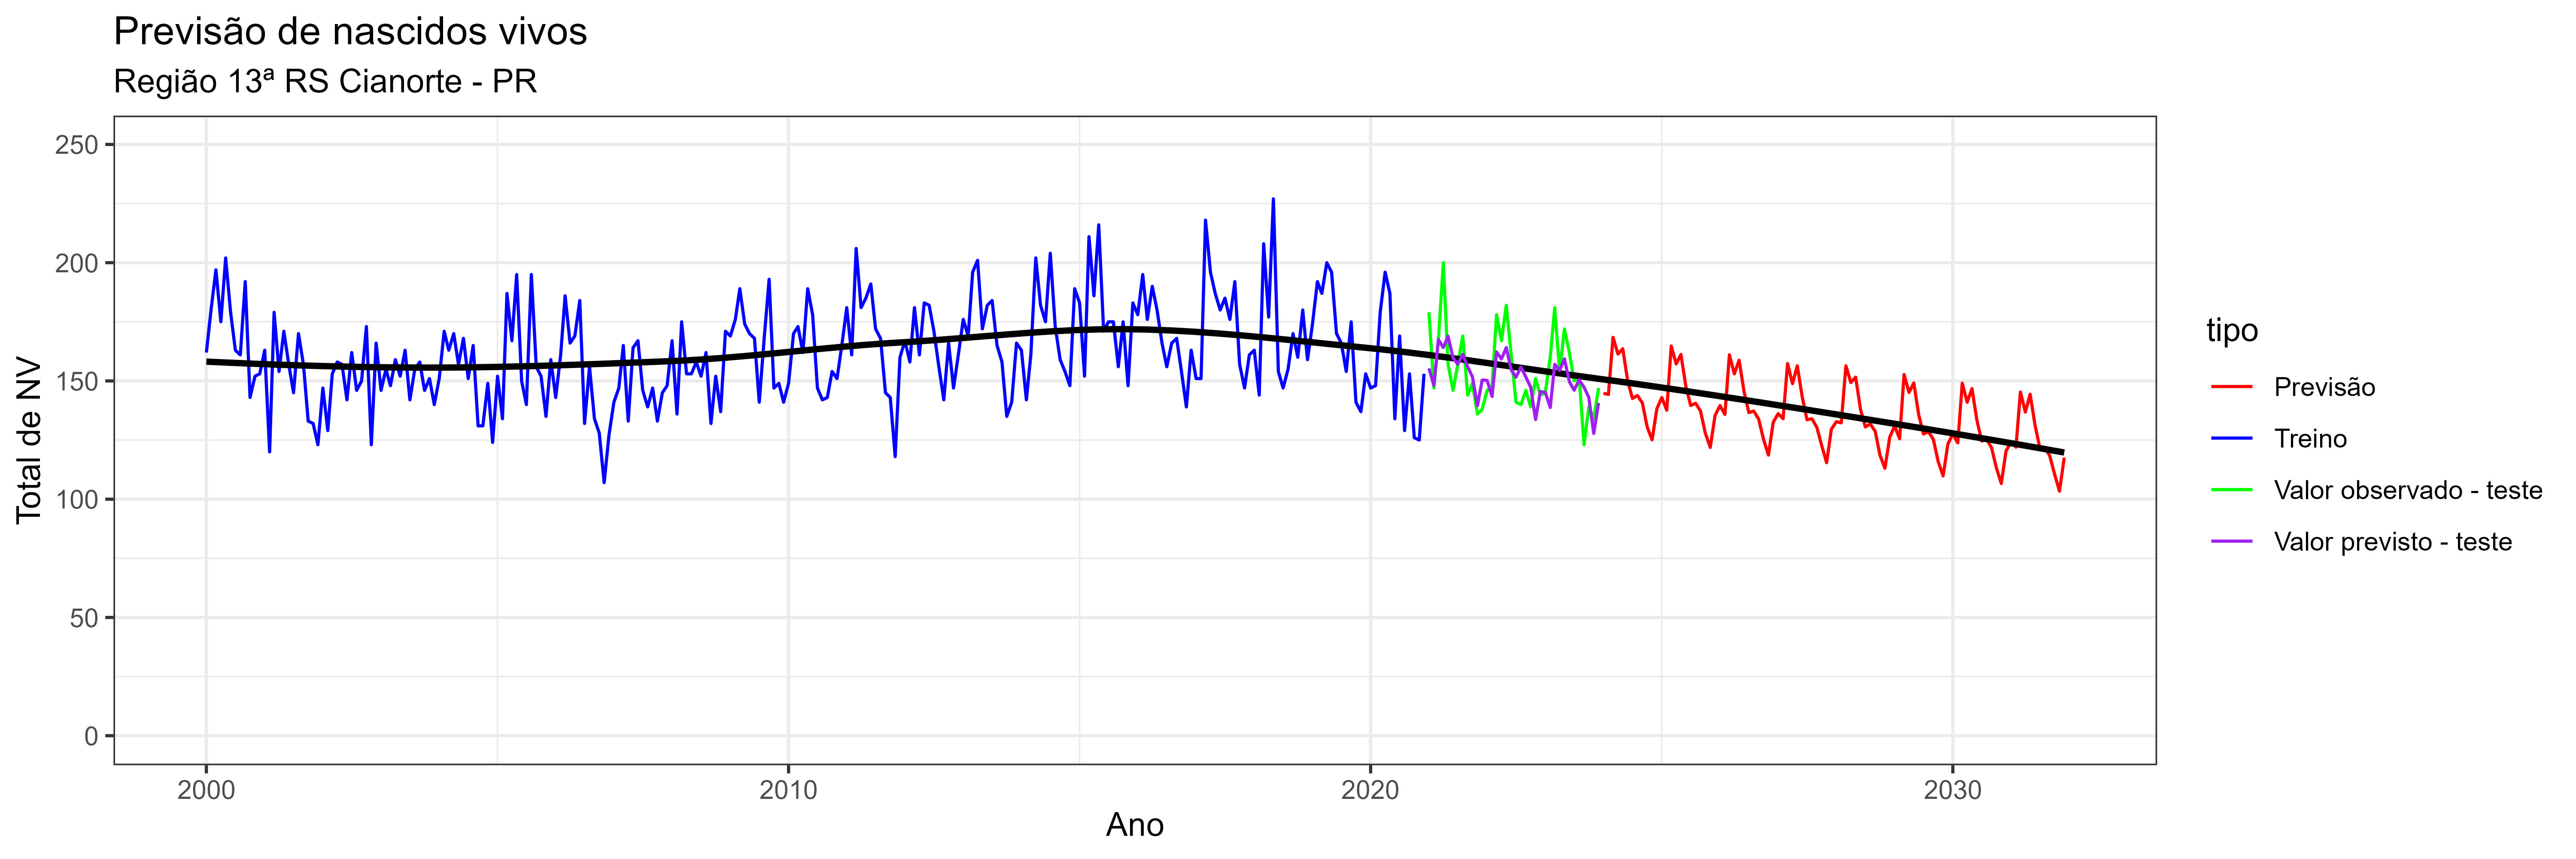 Previsão de nascidos vivos
Região 13ª RS Cianorte - PR
Total de NV
250
200
150
100
50
0
2000
2010
2020
2030
Ano
tipo
Previsão
Treino
Valor observado - teste
Valor previsto - teste